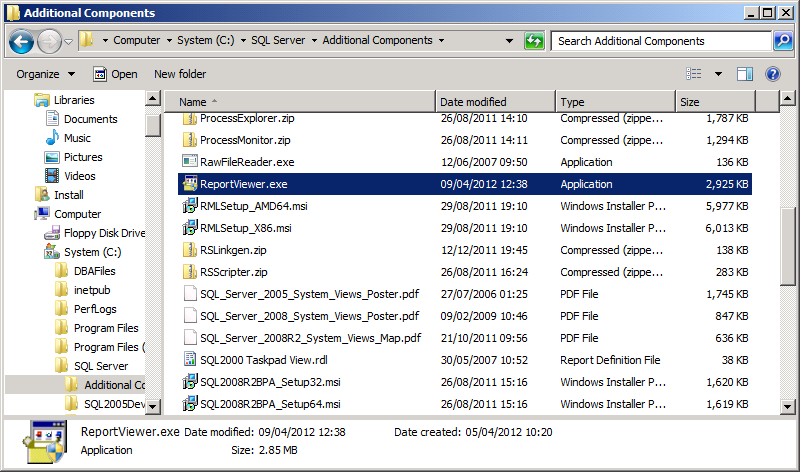 Additional Components
Computer System (C:) SQL Server Additional Components Search Additional Components
Organize Open New folder
Name Date modified Type Size
Libraries
Documents
Music
Pictures
Videos
Install
Computer
Floppy Disk Drive
System (C:)
DBAFiles
inetpub
PerfLogs
Program Files
Program Files (
SQL Server
Additional Co
SQL2005Dev
ProcessExplorer.zip 26/08/2011 14:10 Compressed (zippe... 1,787 KB
ProcessMonitor.zip 26/08/2011 14:11 Compressed (zippe... 1,294 KB
RawFileReader.exe 12/06/2007 09:50 Application 136 KB
ReportViewer.exe 09/04/2012 12:38 Application 2,925 KB
RMLSetup_AMD64.msi 29/08/2011 19:10 Windows Installer P... 5,977 KB
RMLSetup_X86.msi 29/08/2011 19:10 Windows Installer P... 6,013 KB
RSLinkgen.zip 12/12/2011 19:45 Compressed (zippe... 138 KB
RSScripter.zip 26/08/2011 16:24 Compressed (zippe... 283 KB
SQL_Server_2005_System_Views_Poster.pdf 27/07/2006 01:25 PDF File 1,745 KB
SQL_Server_2008_System_Views_Poster.pdf 09/02/2009 10:46 PDF File 847 KB
SQL_Server_2008R2_System_Views_Map.pdf 21/10/2011 09:56 PDF File 636 KB
SQL2000 Taskpad View.rdl 30/05/2007 10:52 Report Definition File 38 KB
SQL2008R2BPA_Setup32.msi 26/08/2011 15:16 Windows Installer P... 1,620 KB
SQL2008R2BPA_Setup64.msi 26/08/2011 15:16 Windows Installer P... 1,619 KB
ReportViewer.exe Date modified: 09/04/2012 12:38 Date created: 05/04/2012 10:20
Application Size: 2.85 MB